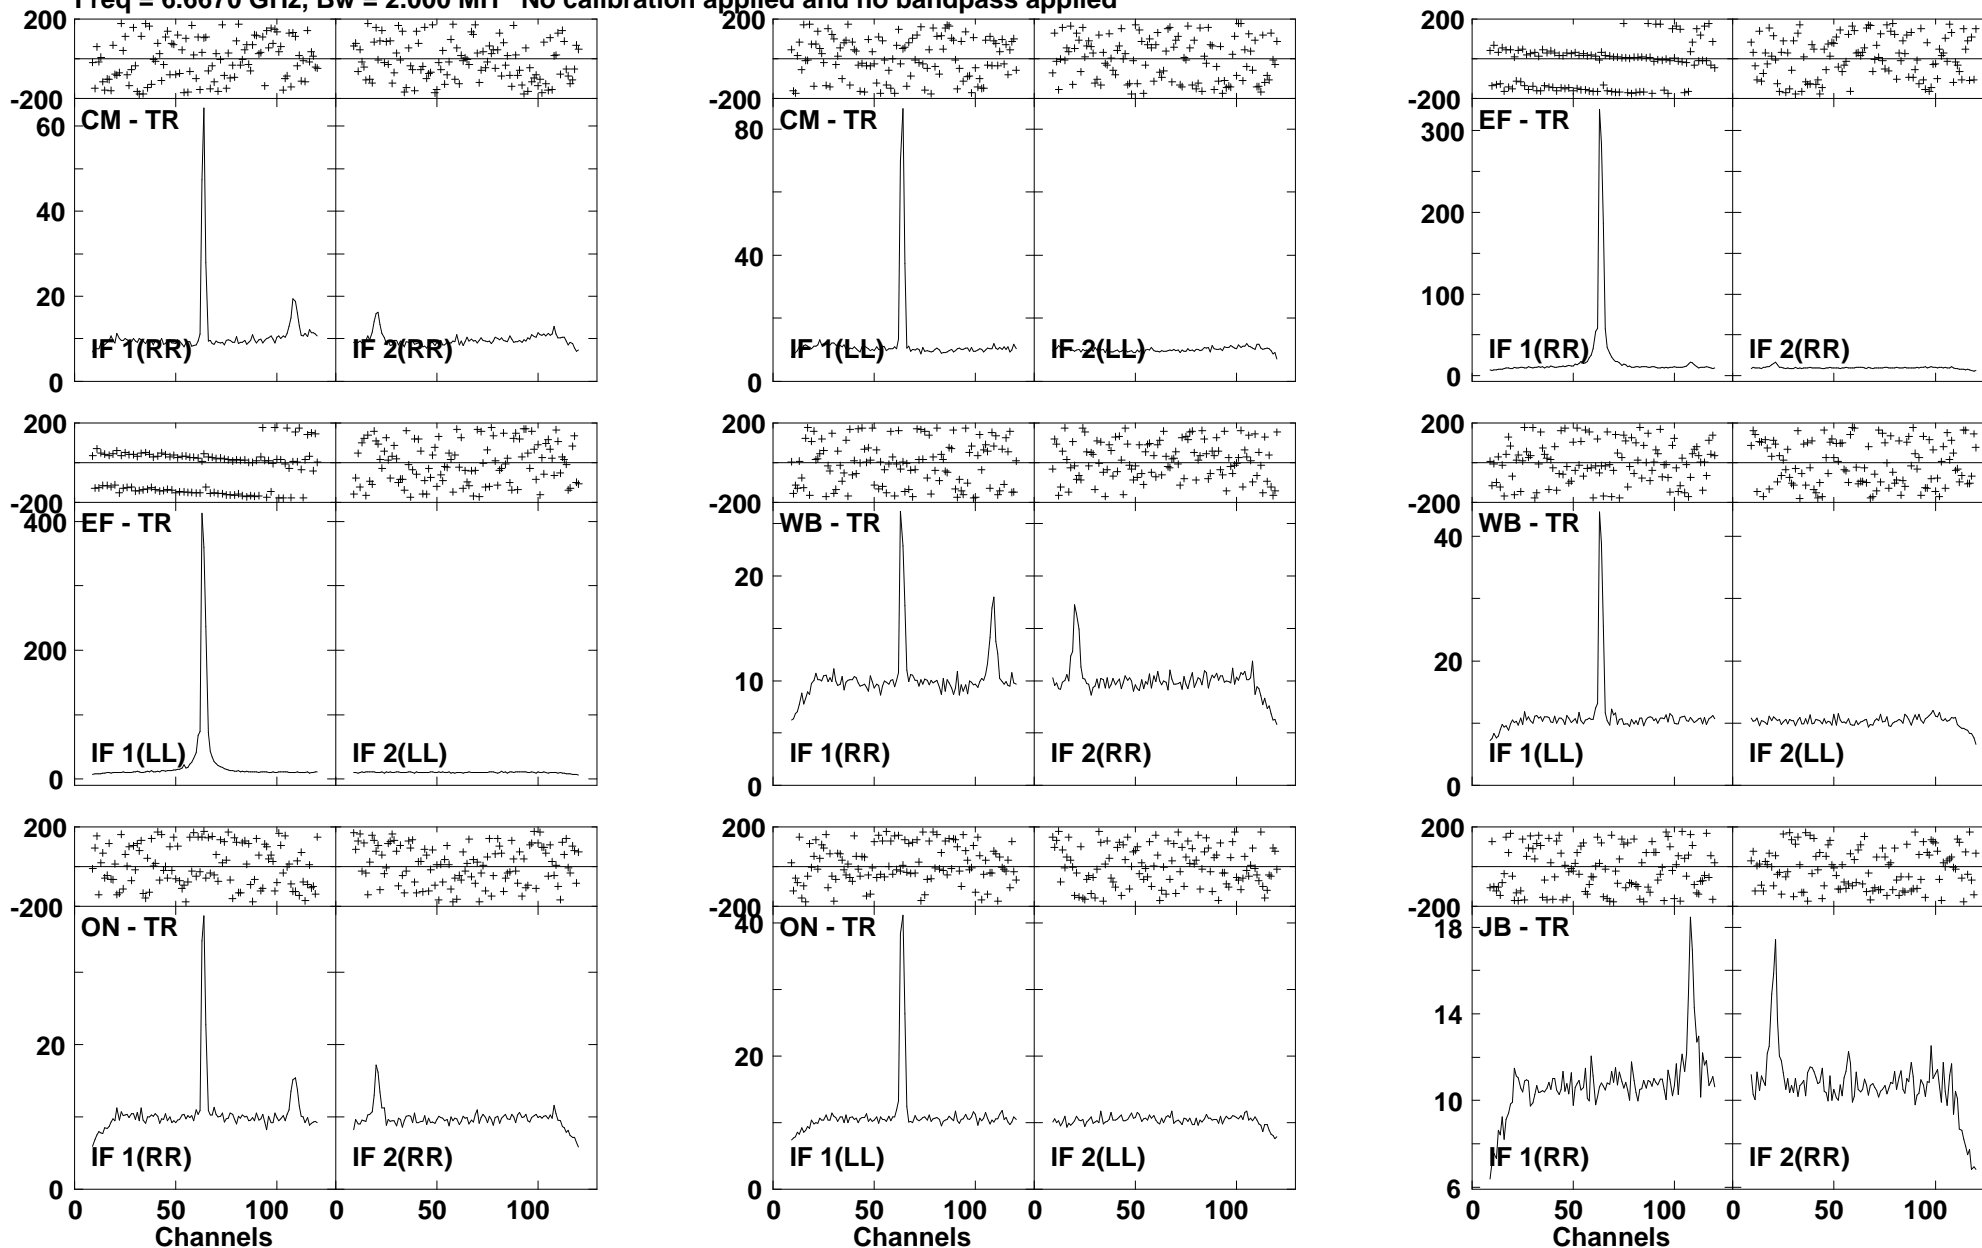 Freq = 6.6670 GHz, Bw = 2.000 MH No calibration applied and no bandpass applied
200
-200
CM - TR
60
40
20
0
IF 1(RR)
IF 2(RR)
200
-200
CM - TR
80
40
0
IF 1(LL)
IF 2(LL)
200
-200
EF - TR
300
200
100
0
IF 1(RR)
IF 2(RR)
200
-200
EF - TR
400
200
0
IF 1(LL)
IF 2(LL)
200
-200
WB - TR
20
10
0
IF 1(RR)
IF 2(RR)
200
-200
WB - TR
40
20
0
IF 1(LL)
IF 2(LL)
200
-200
ON - TR
20
0
IF 1(RR)
IF 2(RR)
0 50 100 0 50 100
Channels
200
-200
ON - TR
40
20
0
IF 1(LL)
IF 2(LL)
0 50 100 0 50 100
Channels
200
-200
JB - TR
18
14
10
6
IF 1(RR)
IF 2(RR)
0 50 100 0 50 100
Channels